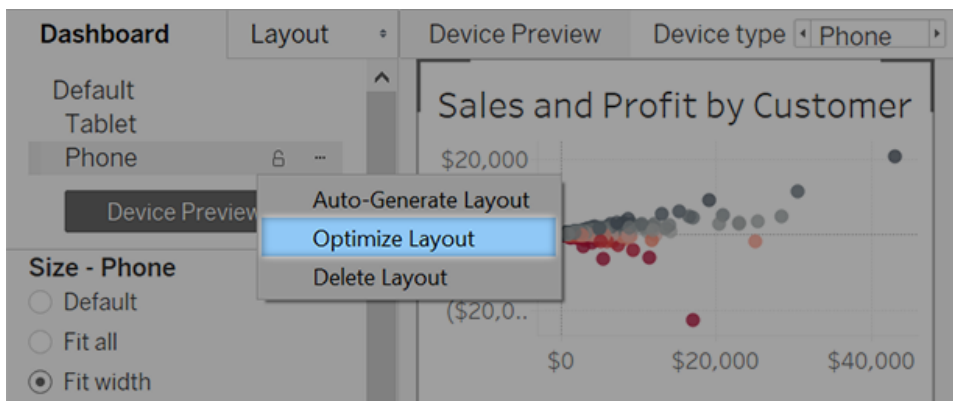 Dashboard Layout
Default
Tablet
Phone
Device Preview
Size - Phone
Default
Fit all
Fit width
Auto-Generate Layout
Optimize Layout
Delete Layout
Device Preview Device type Phone
Sales and Profit by Customer
$20,000
($20,0..
$0 $20,000 $40,000